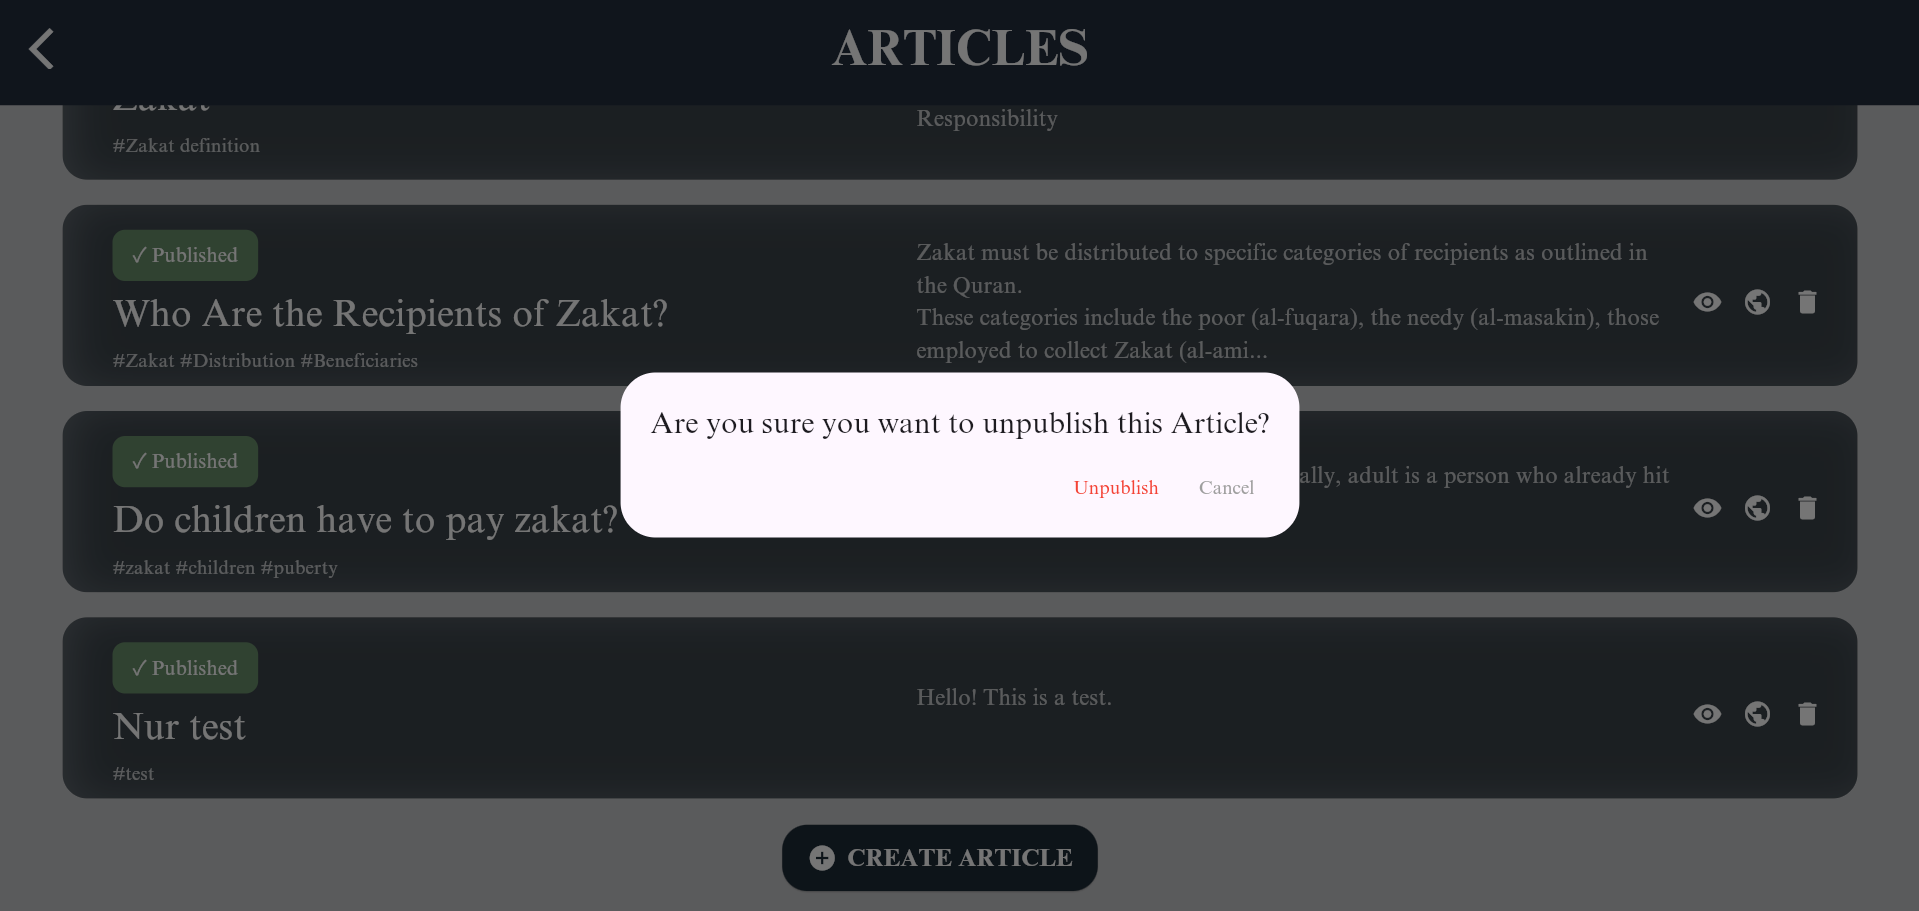 ARTICLES
Zakat
Responsibility
#Zakat definition
✓ Published
Who Are the Recipients of Zakat?
#Zakat #Distribution #Beneficiaries
Zakat must be distributed to specific categories of recipients as outlined in
the Quran.
These categories include the poor (al-fuqara), the needy (al-masakin), those
employed to collect Zakat (al-ami...
Are you sure you want to unpublish this Article?
Unpublish Cancel
✓ Published
Do children have to pay zakat?
#zakat #children #puberty
ally, adult is a person who already hit
✓ Published
Nur test
#test
Hello! This is a test.
CREATE ARTICLE